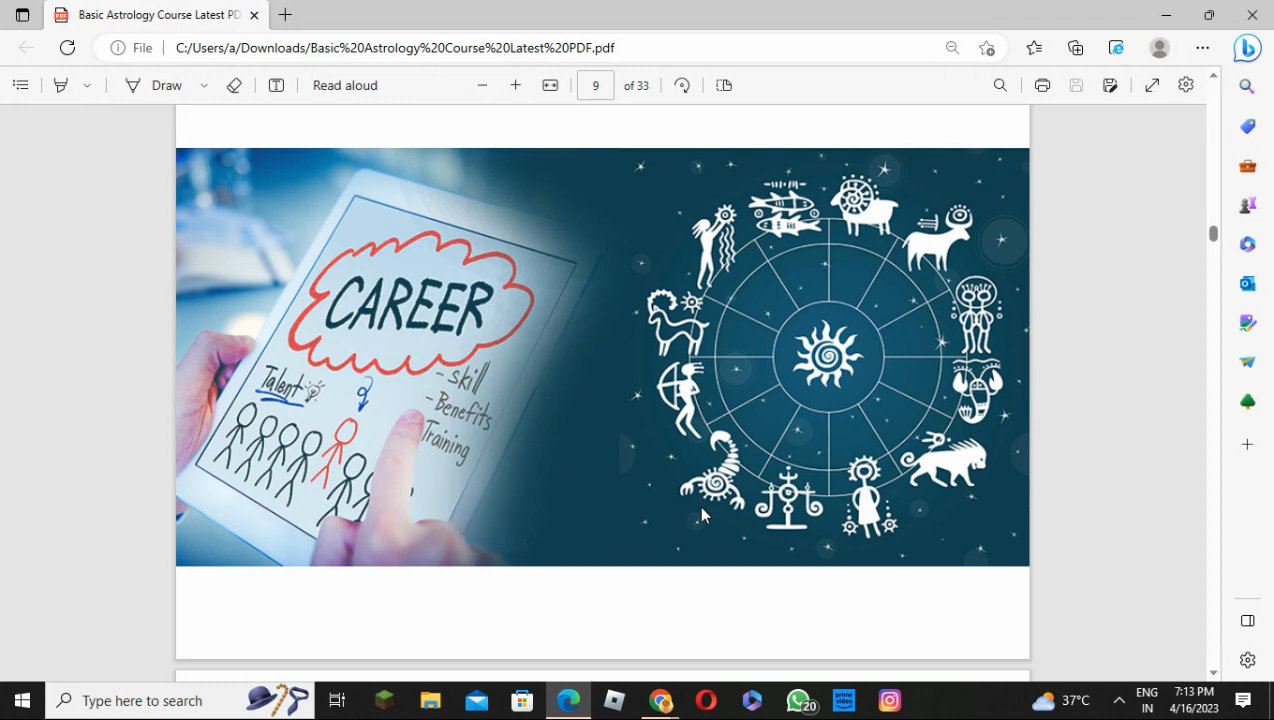 Basic Astrology Course Latest PD
File
C:/Users/a/Downloads/Basic%20Astrology%20Course%20Latest%20PDF.pdf
Draw
Read aloud
9
of 33
CAREER
Talent
- skill
- Benefits
Training
Type here to search
20
prime video
37°C
ENG
IN
7:13 PM
4/16/2023